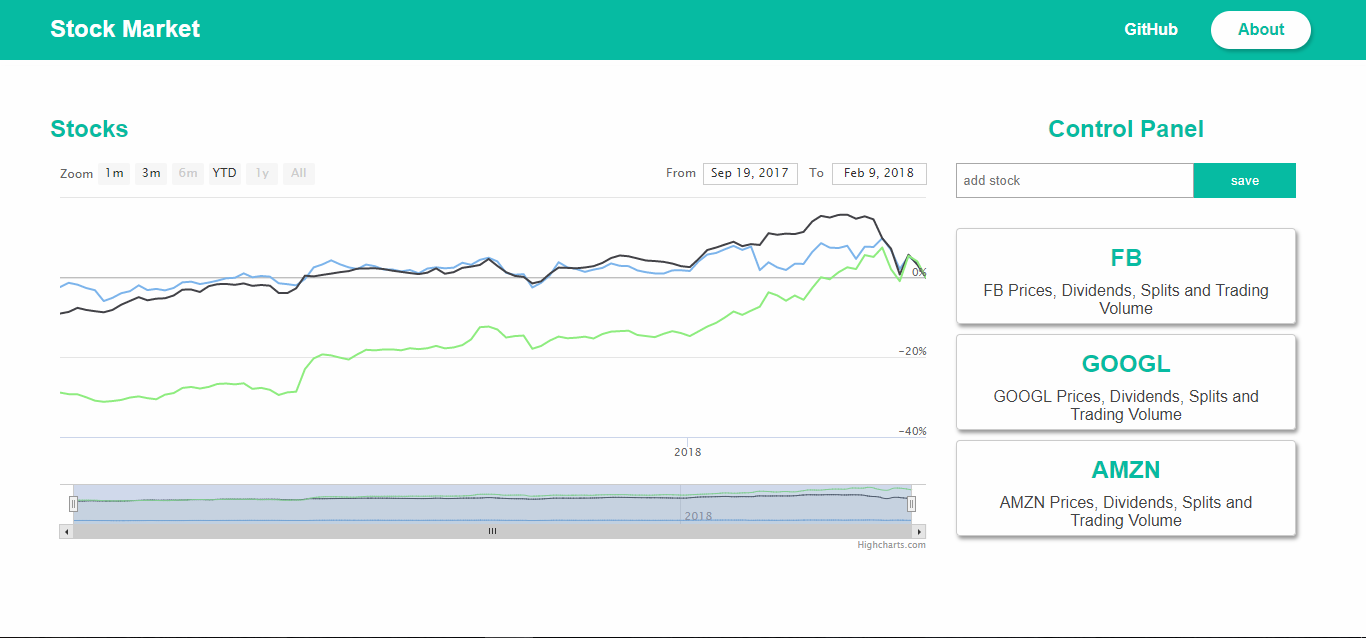 Stock Market
GitHub
About
Stocks
Zoom 1m 3m 6m YTD 1y All
From Sep 19, 2017 To Feb 9, 2018
0%
-20%
-40%
2018
2018
Highcharts.com
Control Panel
add stock
save
FB
FB Prices, Dividends, Splits and Trading
Volume
GOOGL
GOOGL Prices, Dividends, Splits and
Trading Volume
AMZN
AMZN Prices, Dividends, Splits and
Trading Volume